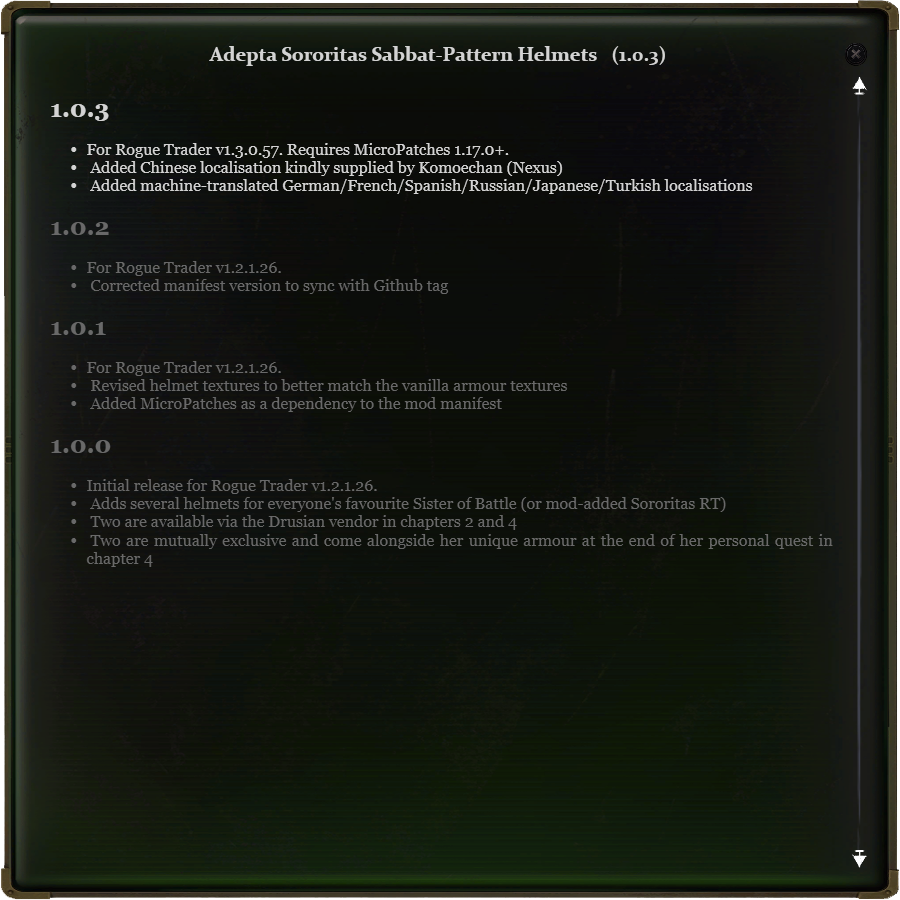 Adepta Sororitas Sabbat-Pattern Helmets (1.0.3)
1.0.3
• For Rogue Trader v1.3.0.57. Requires MicroPatches 1.17.0+.
• Added Chinese localisation kindly supplied by Komoechan (Nexus)
• Added machine-translated German/French/Spanish/Russian/Japanese/Turkish localisations
1.0.2
• For Rogue Trader v1.2.1.26.
• Corrected manifest version to sync with Github tag
1.0.1
• For Rogue Trader v1.2.1.26.
• Revised helmet textures to better match the vanilla armour textures
• Added MicroPatches as a dependency to the mod manifest
1.0.0
• Initial release for Rogue Trader v1.2.1.26.
• Adds several helmets for everyone's favourite Sister of Battle (or mod-added Sororitas RT)
• Two are available via the Drusian vendor in chapters 2 and 4
• Two are mutually exclusive and come alongside her unique armour at the end of her personal quest in
chapter 4